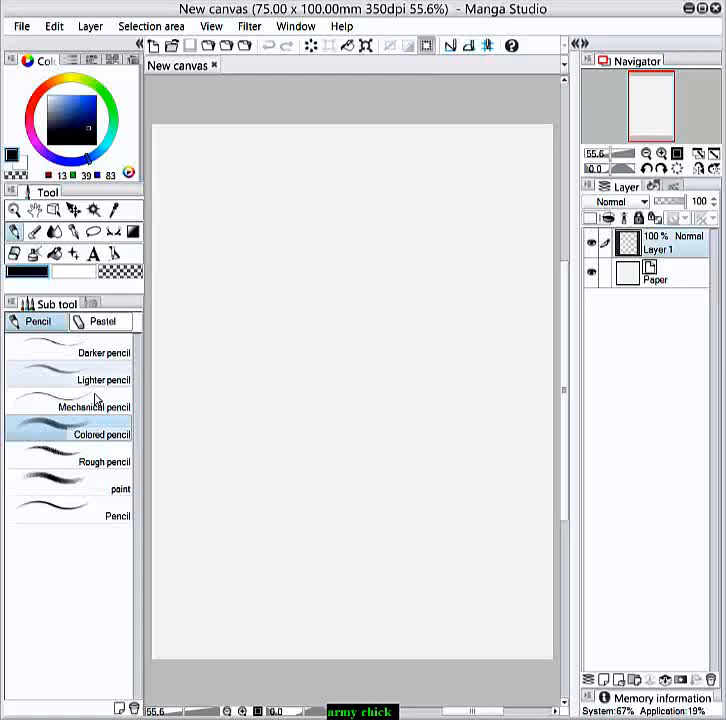 New canvas (75.00 x 100.00mm 350dpi 55.6%) - Manga Studio
File Edit Layer Selection area View Filter Window Help
New canvas
Navigator
55.6
13 39 83
Tool
Layer
Normal 100
100 % Normal
Layer 1
Paper
Sub tool
Pencil Pastel
Darker pencil
Lighter pencil
Mechanical pencil
Colored pencil
Rough pencil
paint
Pencil
Memory information
System:67% Application:19%
55.6 0.0
army chick